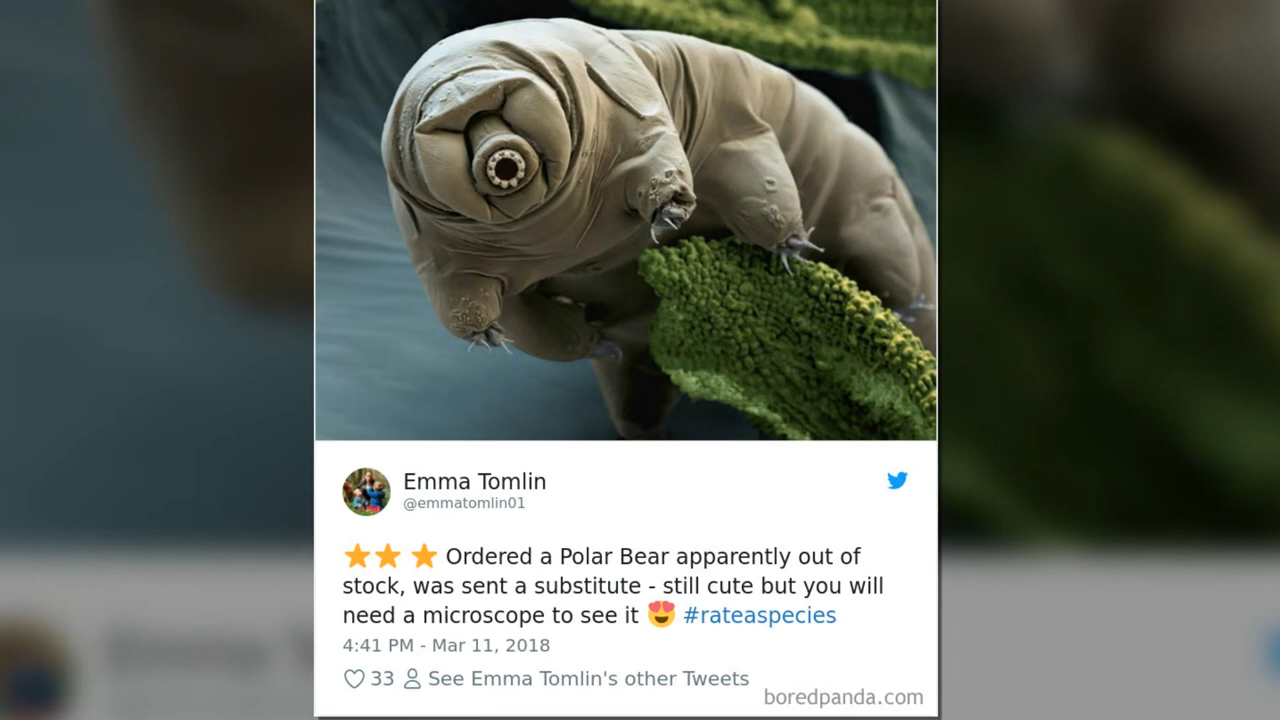 Emma Tomlin
@emmatomlin01
⭐⭐ ⭐ Ordered a Polar Bear apparently out of
stock, was sent a substitute - still cute but you will
need a microscope to see it 😍 #rateaspecies
4:41 PM - Mar 11, 2018
33 See Emma Tomlin's other Tweets
boredpanda.com